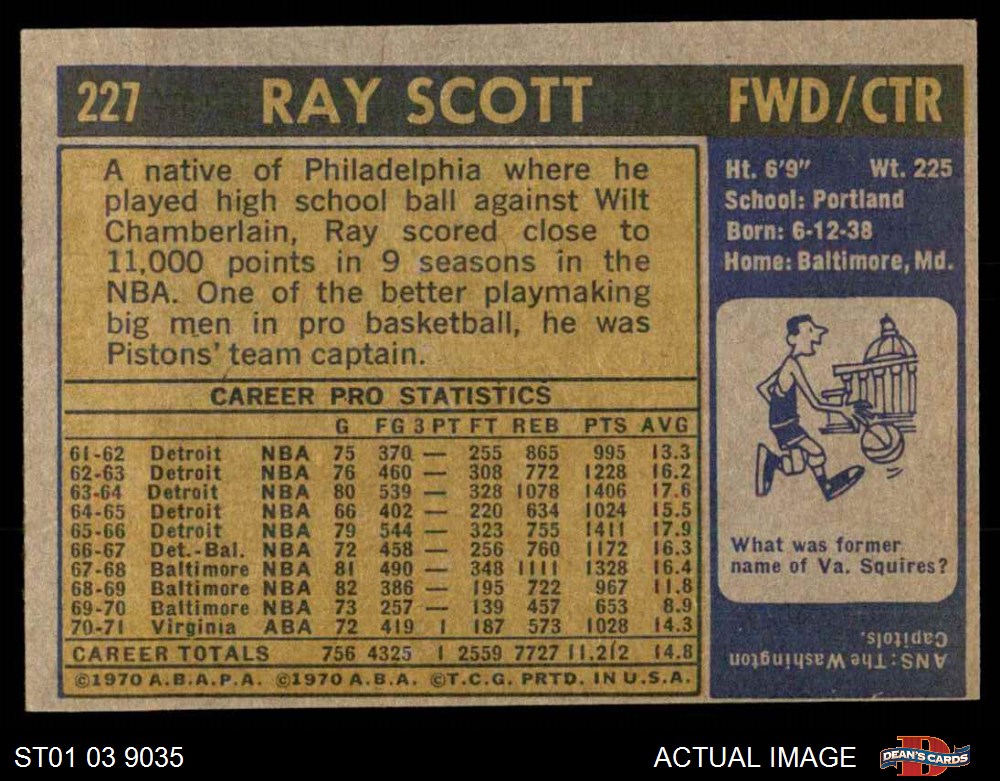 227 RAY SCOTT FWD/CTR
A native of Philadelphia where he
played high school ball against Wilt
Chamberlain, Ray scored close to
11,000 points in 9 seasons in the
NBA. One of the better playmaking
big men in pro basketball, he was
Pistons' team captain.
CAREER PRO STATISTICS
G FG 3 PT FT REB PTS AVG
61-62 Detroit NBA 75 370 — 255 865 995 13.3
62-63 Detroit NBA 76 460 — 308 772 1228 16.2
63-64 Detroit NBA 80 539 — 328 1078 1406 17.6
64-65 Detroit NBA 66 402 — 220 634 1024 15.5
65-66 Detroit NBA 79 544 — 323 755 1411 17.9
66-67 Det.-Bal. NBA 72 458 — 256 760 1172 16.3
67-68 Baltimore NBA 81 490 — 348 1111 1328 16.4
68-69 Baltimore NBA 82 386 — 195 722 967 11.8
69-70 Baltimore NBA 73 257 — 139 457 653 8.9
70-71 Virginia ABA 72 419 1 187 573 1028 14.3
CAREER TOTALS 756 4325 1 2559 7727 11,212 14.8
©1970 A.B.A.P.A. ©1970 A.B.A. ©T.C.G. PRTD. IN U.S.A.
Ht. 6'9" Wt. 225
School: Portland
Born: 6-12-38
Home: Baltimore, Md.
What was former
name of Va. Squires?
ANS: The Washington
Capitols.
ST01 03 9035
ACTUAL IMAGE
D
DEAN'S CARDS